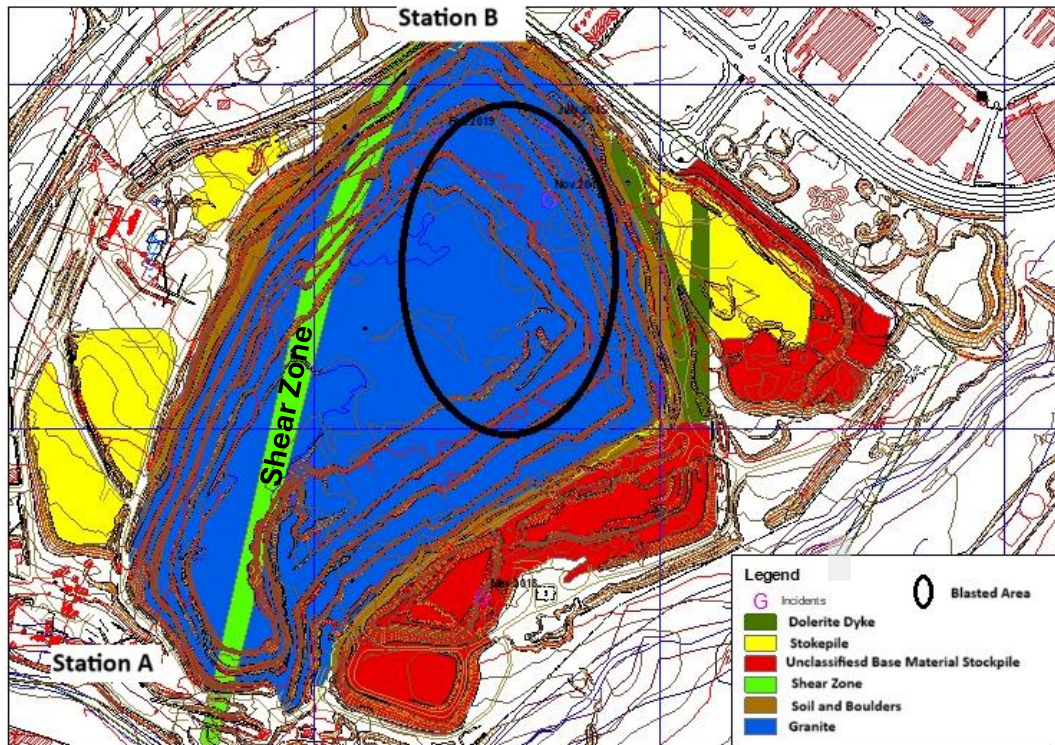 Station B
2019
Shear Zone
Station A
2018
Legend
G Incidents
Blasted Area
Dolerite Dyke
Stokepile
Unclassifiesd Base Material Stockpile
Shear Zone
Soil and Boulders
Granite